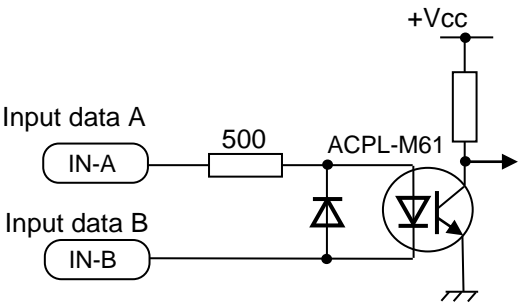 +Vcc
Input data A
500
ACPL-M61
IN-A
Input data B
IN-B